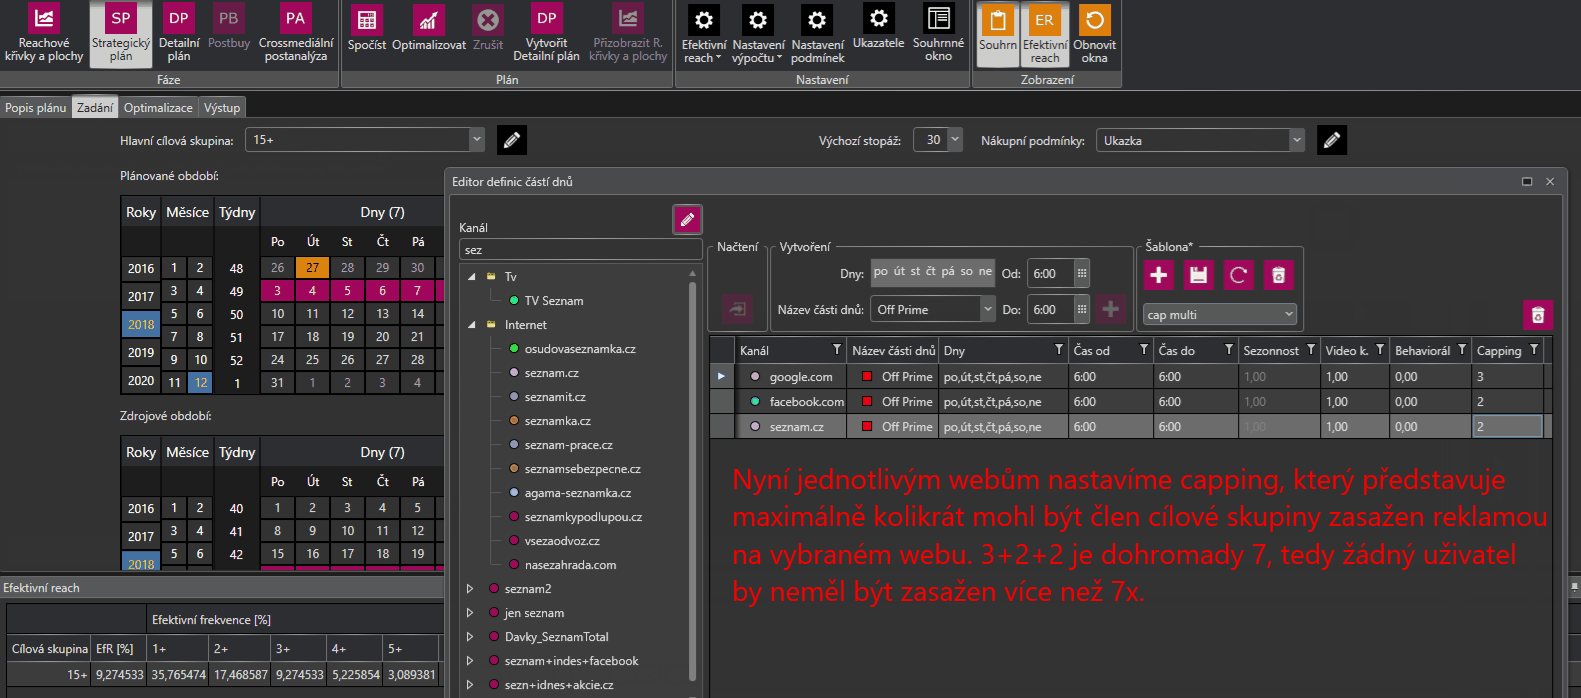 SP DP PB PA DP ER
Reachové křivky a plochy
Strategický plán
Detailní plán
Postbuy
Crossmediální postanalýza
Spočíst
Optimalizovat
Zrušit
Vytvořit Detailní plán
Přizobrazit R. křivky a plochy
Efektivní reach
Nastavení výpočtu
Nastavení podmínek
Ukazatele
Souhrnné okno
Souhrn
Efektivní reach
Obnovit okna
Fáze Plán Nastavení Zobrazení
Popis plánu Zadání Optimalizace Výstup
Hlavní cílová skupina: 15+ Výchozí stopáž: 30 Nákupní podmínky: Ukazka
Plánované období:
Roky Měsíce Týdny Dny (7)
Po Út St Čt Pá
2016 2017 2018 2019 2020
1 2
3 4
5 6
7 8
9 10
11 12
48 26 27 28 29 30
49 3 4 5 6 7
50 10 11 12 13 14
51 17 18 19 20 21
52 24 25 26 27 28
1 31 1 2 3 4
Zdrojové období:
Roky Měsíce Týdny Dny (7)
Po Út St Čt Pá
2016 2017 2018
1 2
3 4
5 6
40 1 2 3 4 5
41 8 9 10 11 12
42 15 16 17 18 19
Efektivní reach
Efektivní frekvence [%]
Cílová skupina EfR [%] 1+ 2+ 3+ 4+ 5+
15+ 9,274533 35,765474 17,468587 9,274533 5,225854 3,089381
Editor definic částí dnů
Kanál
sez
Tv
TV Seznam
Internet
osudovaseznamka.cz
seznam.cz
seznamit.cz
seznamka.cz
seznam-prace.cz
seznamsebezpecne.cz
agama-seznamka.cz
seznamkypodlupou.cz
vsezaodvoz.cz
nasezahrada.com
seznam2
jen seznam
Davky_SeznamTotal
seznam+indes+facebook
sezn+idnes+akcie.cz
Načtení Vytvoření Šablona*
Dny: po út st čt pá so ne Od: 6:00
Název části dnů: Off Prime Do: 6:00
cap multi
Kanál Název části dnů Dny Čas od Čas do Sezonnost Video k. Behaviorál Capping
google.com Off Prime po,út,st,čt,pá,so,ne 6:00 6:00 1,00 1,00 0,00 3
facebook.com Off Prime po,út,st,čt,pá,so,ne 6:00 6:00 1,00 1,00 0,00 2
seznam.cz Off Prime po,út,st,čt,pá,so,ne 6:00 6:00 1,00 1,00 0,00 2
Nyní jednotlivým webům nastavíme capping, který představuje
maximálně kolikrát mohl být člen cílové skupiny zasažen reklamou
na vybraném webu. 3+2+2 je dohromady 7, tedy žádný uživatel
by neměl být zasažen více než 7x.